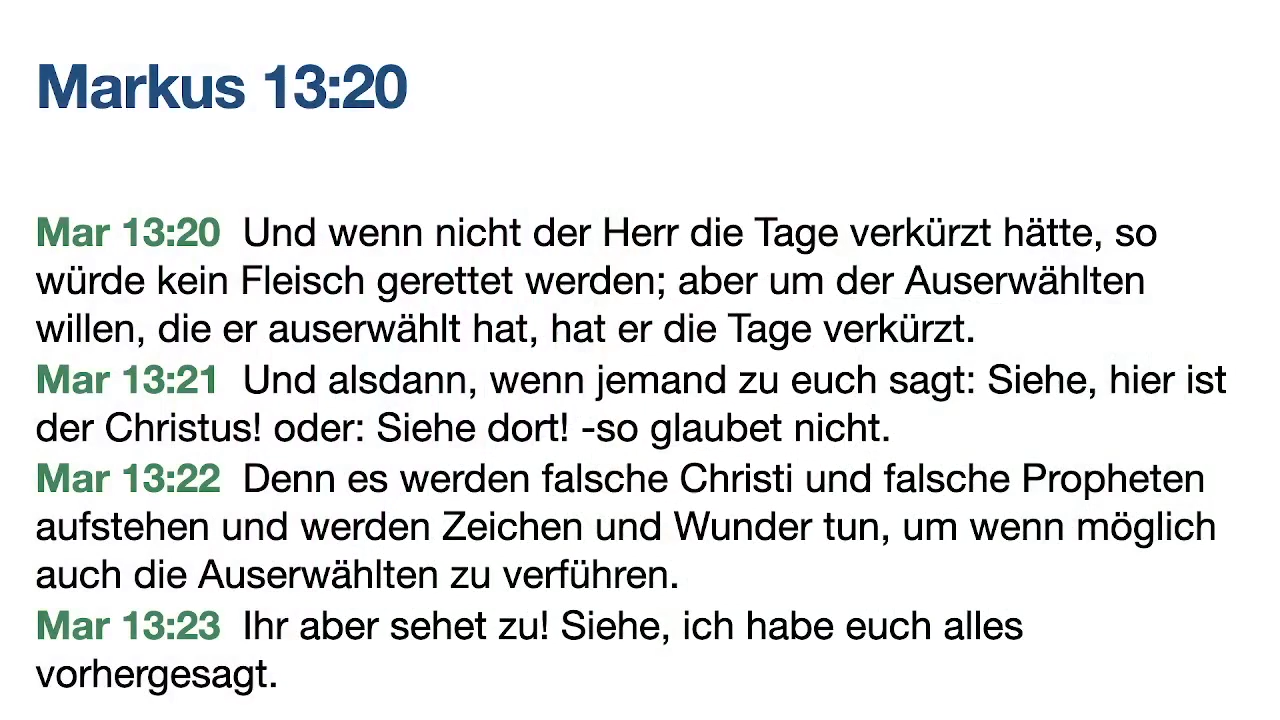 Markus 13:20
Mar 13:20 Und wenn nicht der Herr die Tage verkürzt hätte, so
würde kein Fleisch gerettet werden; aber um der Auserwählten
willen, die er auserwählt hat, hat er die Tage verkürzt.
Mar 13:21 Und alsdann, wenn jemand zu euch sagt: Siehe, hier ist
der Christus! oder: Siehe dort! -so glaubet nicht.
Mar 13:22 Denn es werden falsche Christi und falsche Propheten
aufstehen und werden Zeichen und Wunder tun, um wenn möglich
auch die Auserwählten zu verführen.
Mar 13:23 Ihr aber sehet zu! Siehe, ich habe euch alles
vorhergesagt.